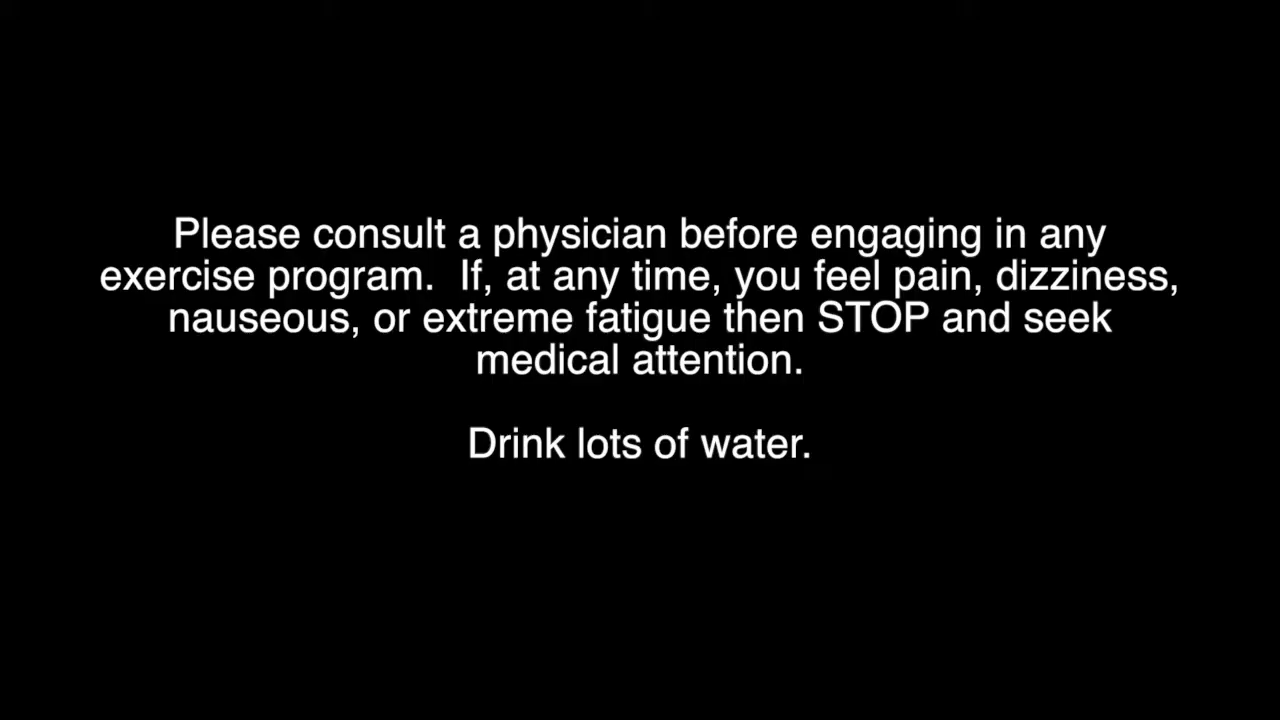 Please consult a physician before engaging in any
exercise program.  If, at any time, you feel pain, dizziness,
nauseous, or extreme fatigue then STOP and seek
medical attention.
Drink lots of water.